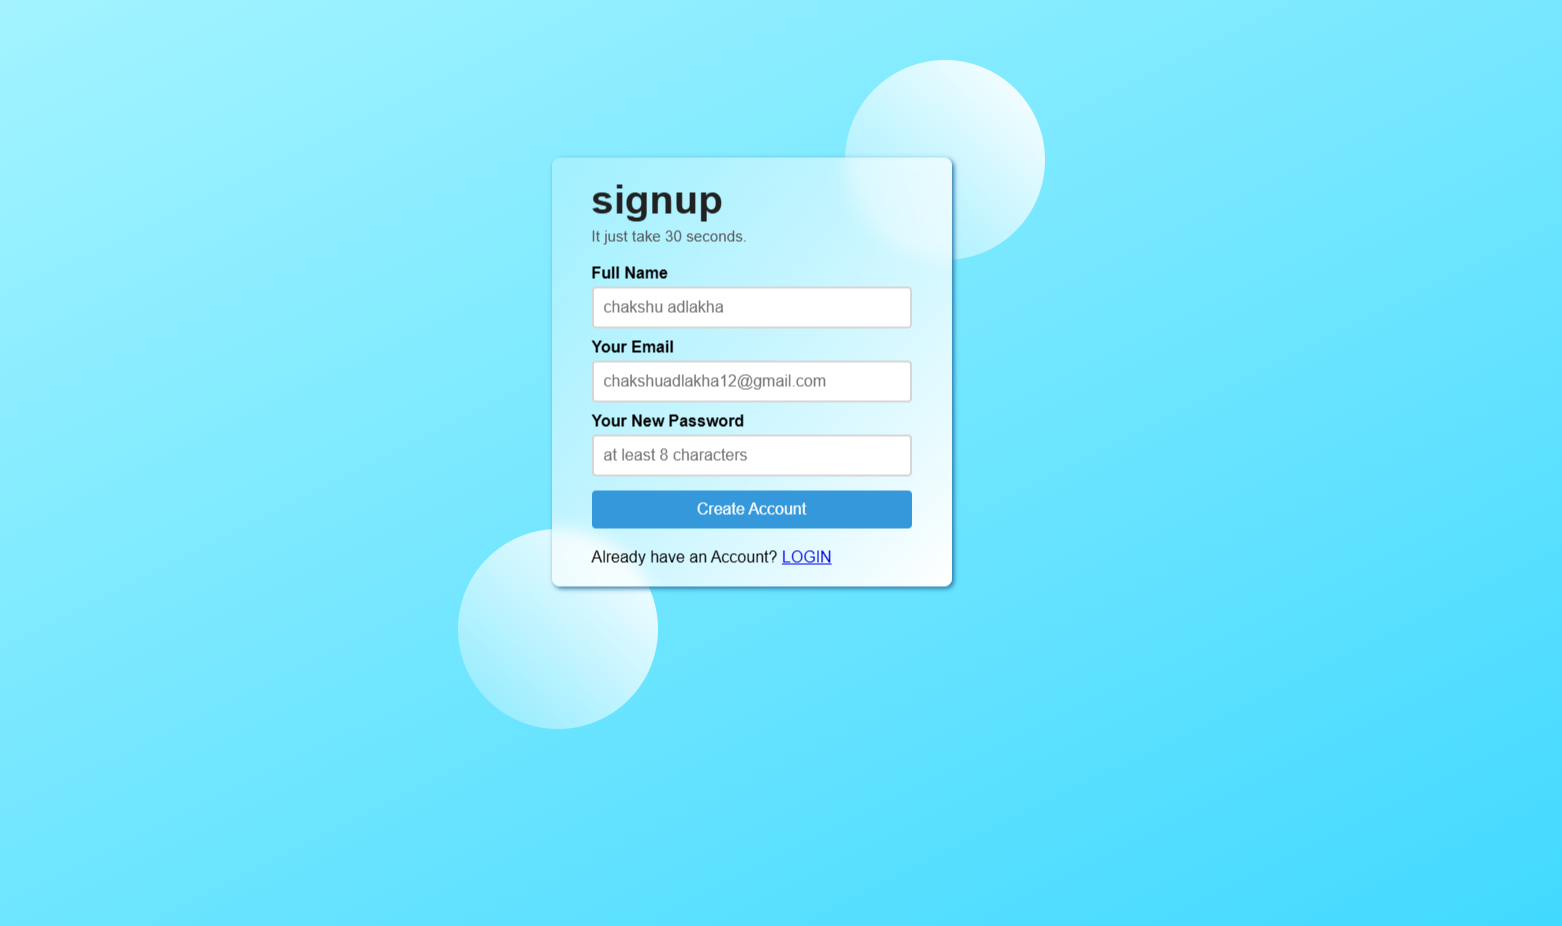 signup
It just take 30 seconds.
Full Name
chakshu adlakha
Your Email
chakshuadlakha12@gmail.com
Your New Password
at least 8 characters
Create Account
Already have an Account? LOGIN